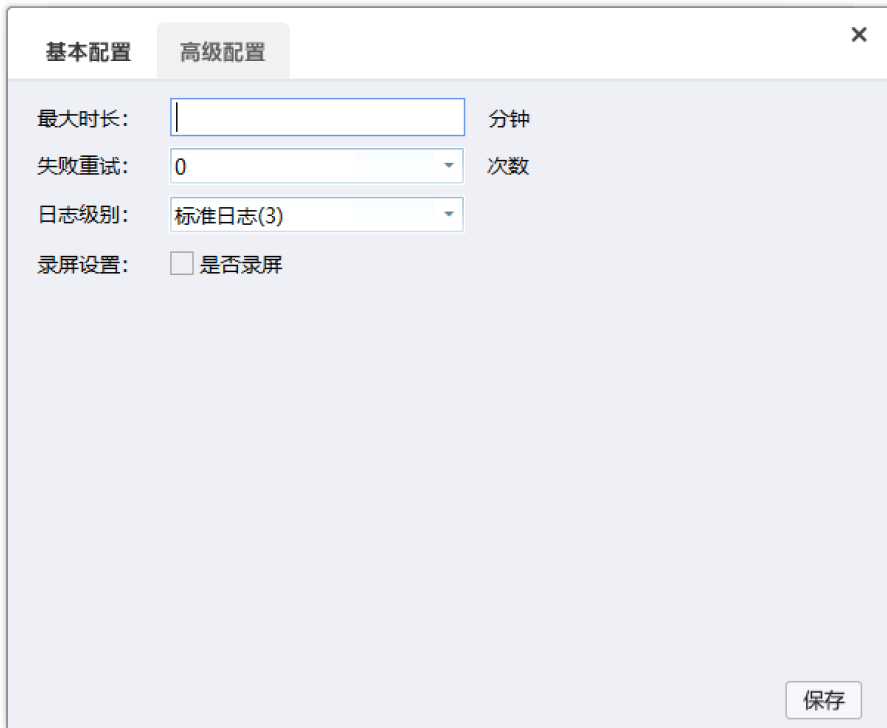 基本配置 高级配置
最大时长: 分钟
失败重试: 0 次数
日志级别: 标准日志(3)
录屏设置: 是否录屏
保存